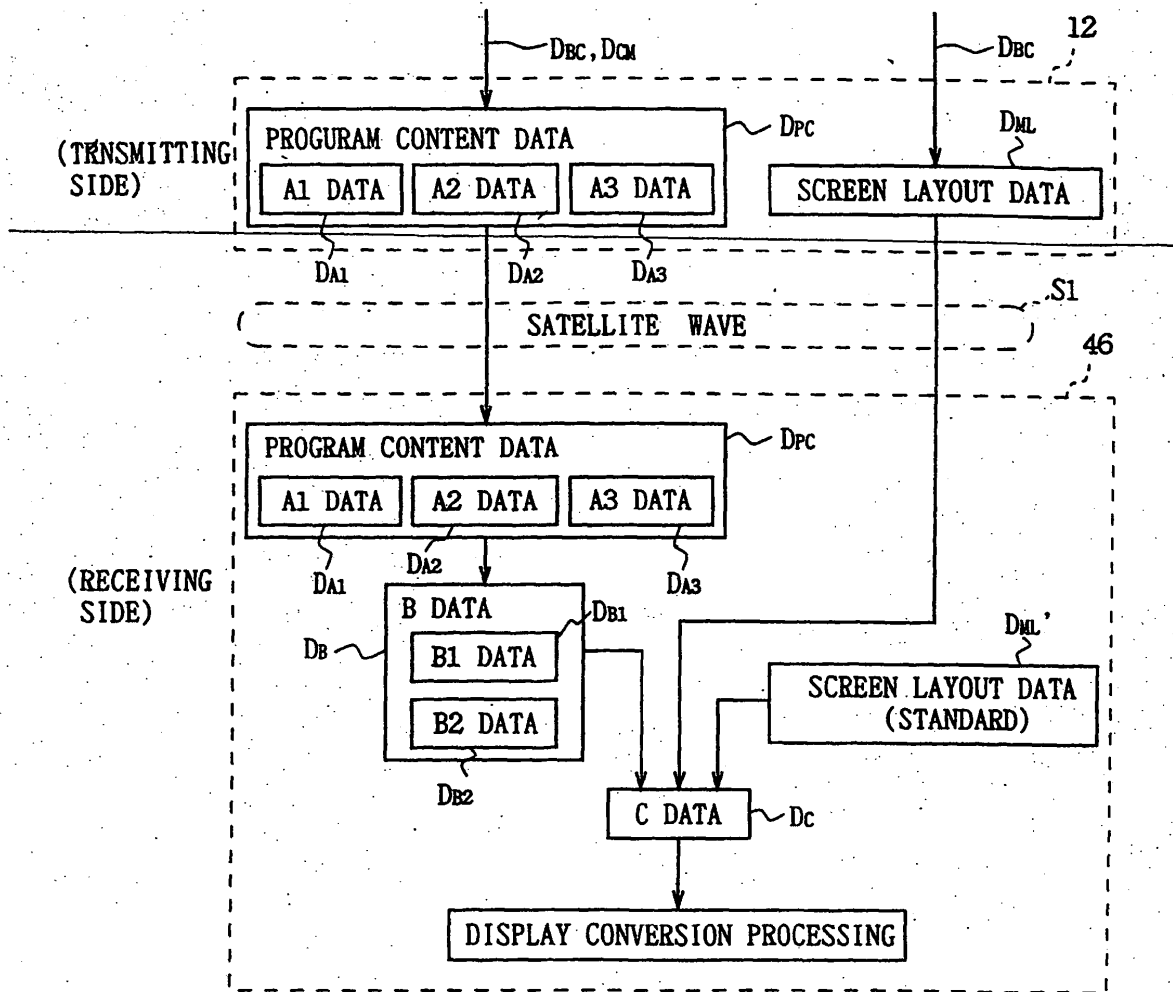 12
DBC, DCM
DBC
(TRNSMITTING
SIDE)
PROGURAM CONTENT DATA
DPC
DML
A1 DATA
A2 DATA
A3 DATA
SCREEN LAYOUT DATA
DA1
DA2
DA3
S1
SATELLITE WAVE
46
PROGRAM CONTENT DATA
DPC
A1 DATA
A2 DATA
A3 DATA
DA1
DA2
DA3
(RECEIVING
SIDE)
B DATA
DB1
DB
B1 DATA
DML'
SCREEN LAYOUT DATA
(STANDARD)
B2 DATA
DB2
C DATA
DC
DISPLAY CONVERSION PROCESSING